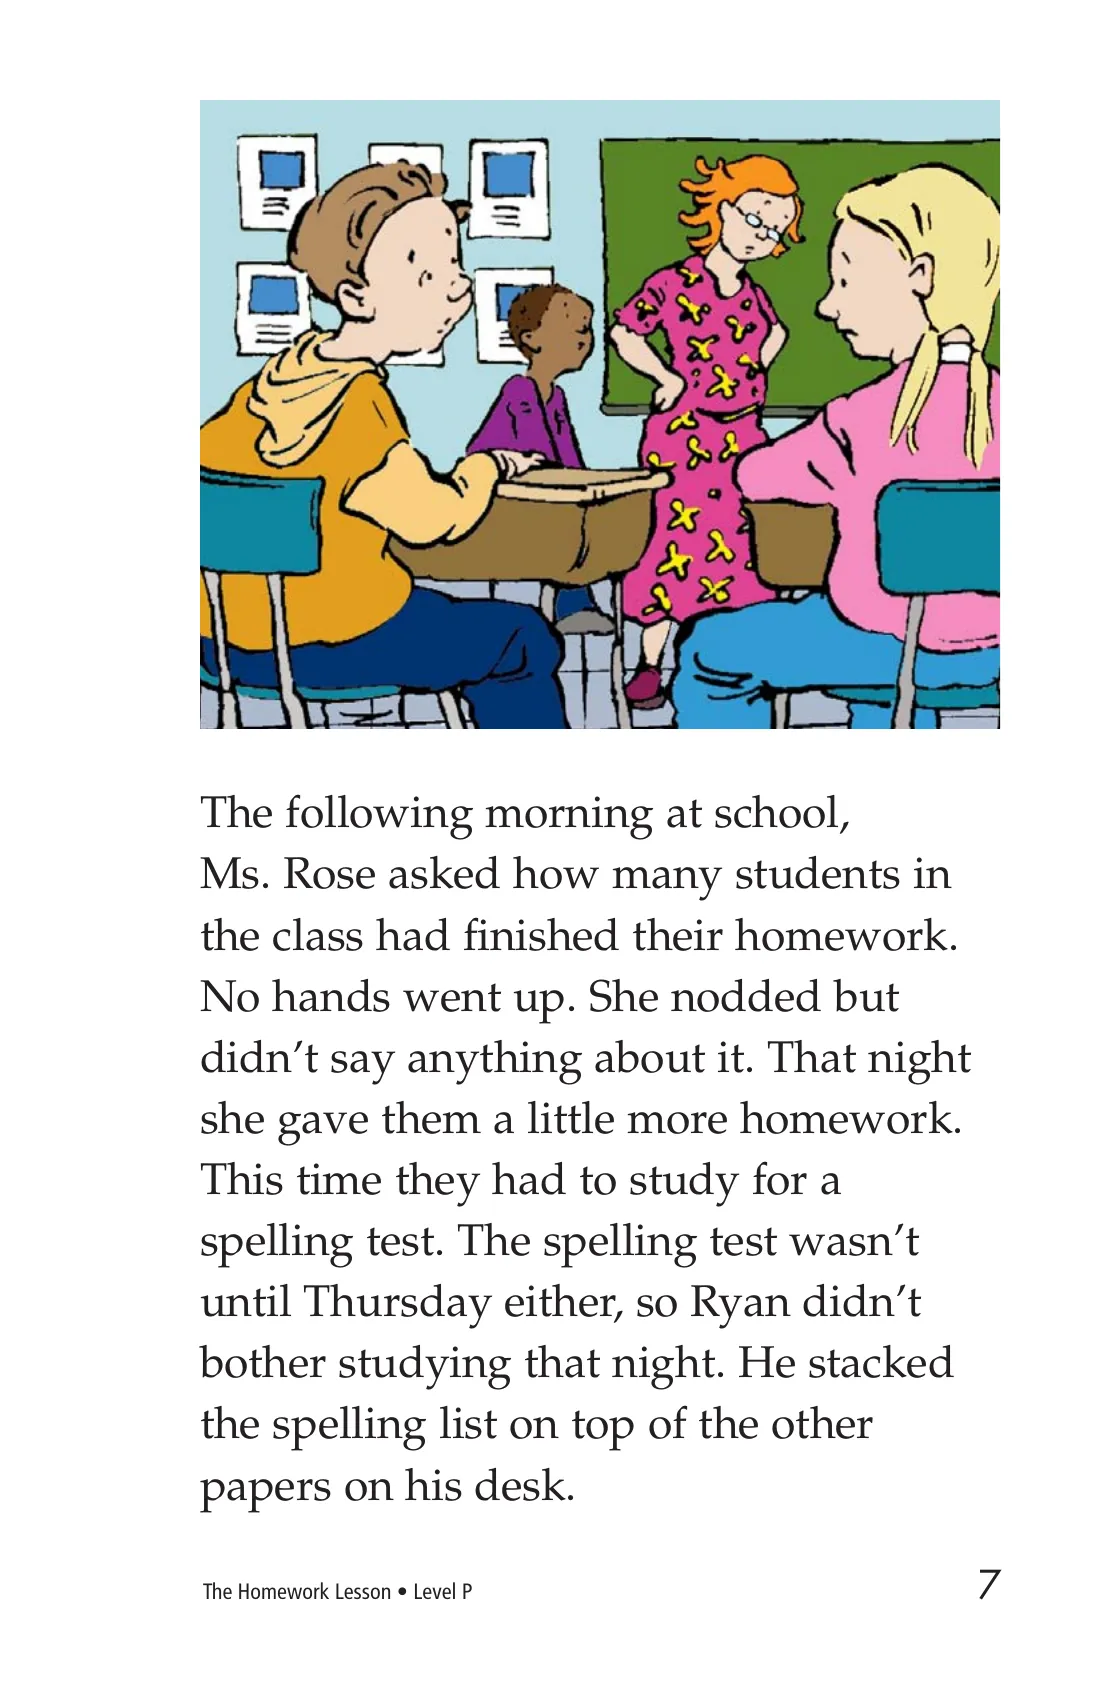 The following morning at school,
Ms. Rose asked how many students in
the class had finished their homework.
No hands went up. She nodded but
didn’t say anything about it. That night
she gave them a little more homework.
This time they had to study for a
spelling test. The spelling test wasn’t
until Thursday either, so Ryan didn’t
bother studying that night. He stacked
the spelling list on top of the other
papers on his desk.
The Homework Lesson • Level P
7